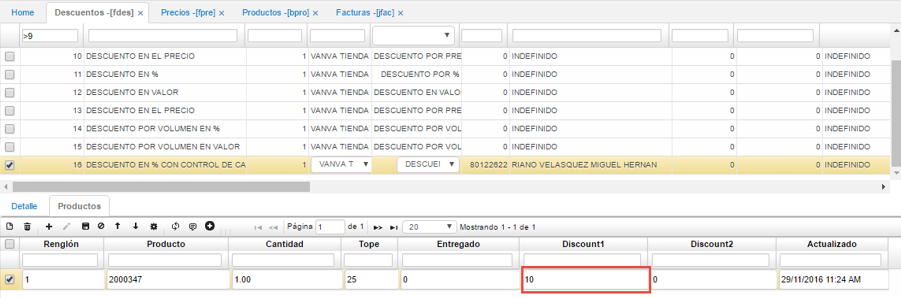 Home Descuentos -[fdes] × Precios -[fpre] × Productos -[bpro] × Facturas -[jfac] ×
>9
10 DESCUENTO EN EL PRECIO 1 VANVA TIENDA DESCUENTO POR PRE 0 INDEFINIDO 0 0 INDEFINIDO
11 DESCUENTO EN % 1 VANVA TIENDA DESCUENTO POR % 0 INDEFINIDO 0 0 INDEFINIDO
12 DESCUENTO EN VALOR 1 VANVA TIENDA DESCUENTO EN VALO 0 INDEFINIDO 0 0 INDEFINIDO
13 DESCUENTO EN EL PRECIO 1 VANVA TIENDA DESCUENTO POR PRE 0 INDEFINIDO 0 0 INDEFINIDO
14 DESCUENTO POR VOLUMEN EN % 1 VANVA TIENDA DESCUENTO POR VOL 0 INDEFINIDO 0 0 INDEFINIDO
15 DESCUENTO POR VOLUMEN EN VALOR 1 VANVA TIENDA DESCUENTO POR VOL 0 INDEFINIDO 0 0 INDEFINIDO
16 DESCUENTO EN % CON CONTROL DE CA 1 VANVA T DESCUEI 80122622 RIANO VELASQUEZ MIGUEL HERNAN 0 0 INDEFINIDO
Detalle Productos
Página 1 de 1 20 Mostrando 1 - 1 de 1
Renglón Producto Cantidad Tope Entregado Discount1 Discount2 Actualizado
1 2000347 1.00 25 0 10 0 29/11/2016 11:24 AM